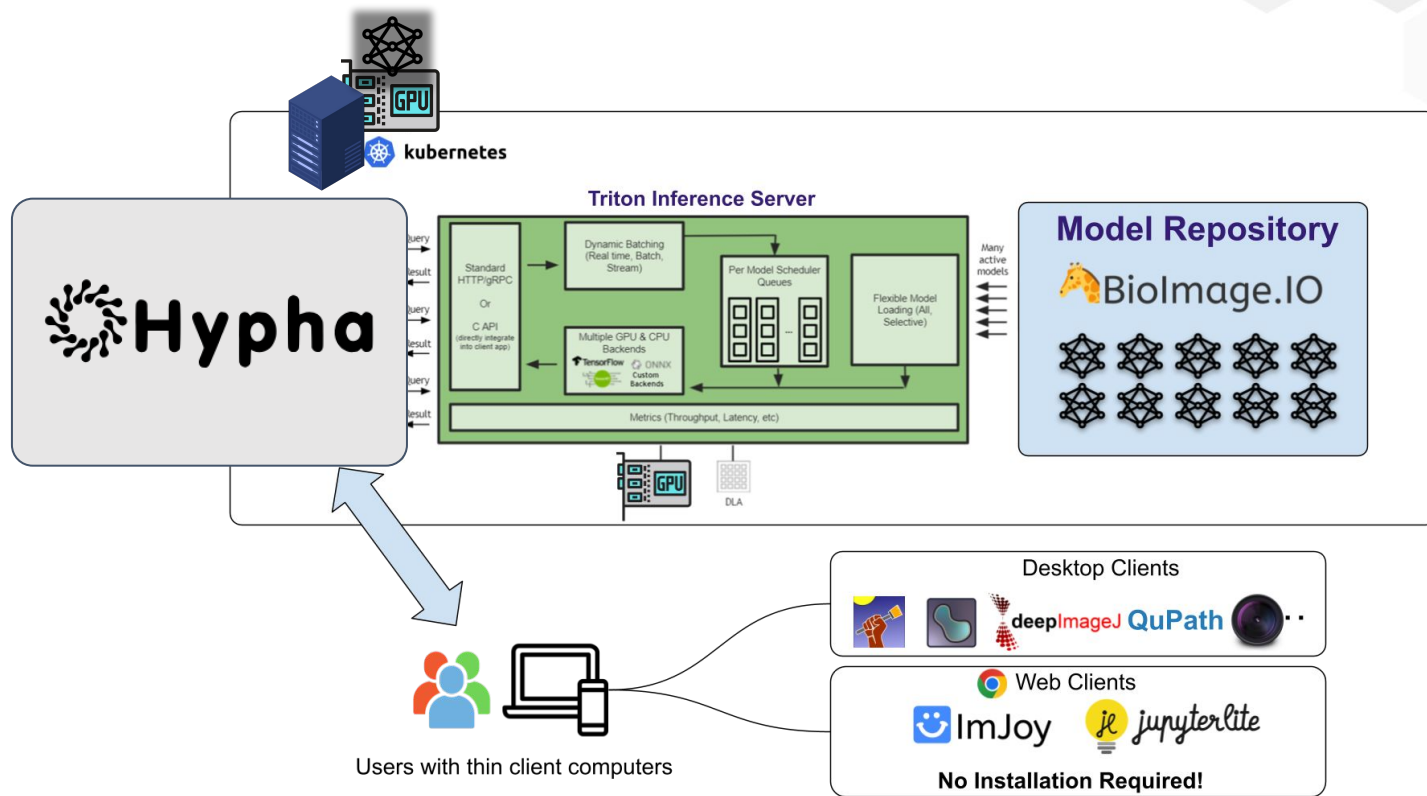 GPU
kubernetes
Hypha
Triton Inference Server
Query
Result
Query
Result
Query
Result
Standard
HTTP/gRPC
Or
C API
(directly integrate
into client app)
Dynamic Batching
(Real time, Batch,
Stream)
Per Model Scheduler
Queues
...
Flexible Model
Loading (All,
Selective)
Multiple GPU & CPU
Backends
TensorFlow
ONNX
Custom
Backends
Metrics (Throughput, Latency, etc)
Many
active
models
GPU
DLA
Model Repository
BioImage.IO
Users with thin client computers
Desktop Clients
deepImageJ QuPath ..
Web Clients
ImJoy jupyterlite
No Installation Required!